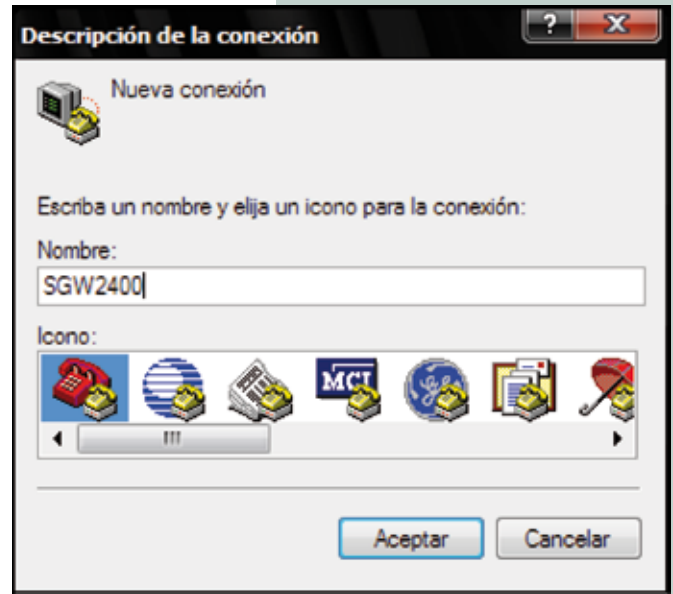 Descripción de la conexión
Nueva conexión
Escriba un nombre y elija un icono para la conexión:
Nombre:
SGW2400
Icono:
MCI
Aceptar
Cancelar